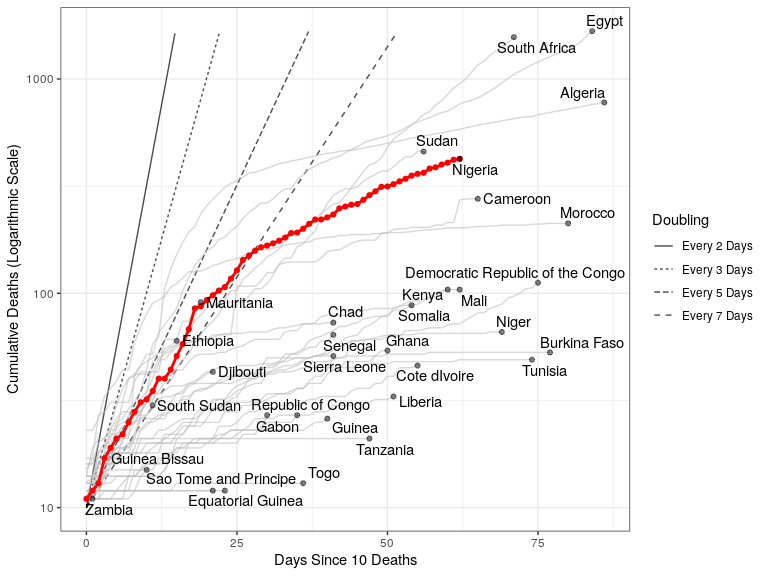 Egypt
South Africa
Algeria
1000
Sudan
Nigeria
Cameroon
Morocco
Democratic Republic of the Congo
100
Mauritania
Kenya
Mali
Somalia
Chad
Niger
Ethiopia
Senegal
Ghana
Burkina Faso
Djibouti
Sierra Leone
Cote dIvoire
Tunisia
South Sudan
Republic of Congo
Liberia
Gabon
Guinea
Tanzania
Guinea Bissau
Sao Tome and Principe
Togo
Equatorial Guinea
10
Zambia
0
25
50
75
Days Since 10 Deaths
Cumulative Deaths (Logarithmic Scale)
Doubling
Every 2 Days
Every 3 Days
Every 5 Days
Every 7 Days